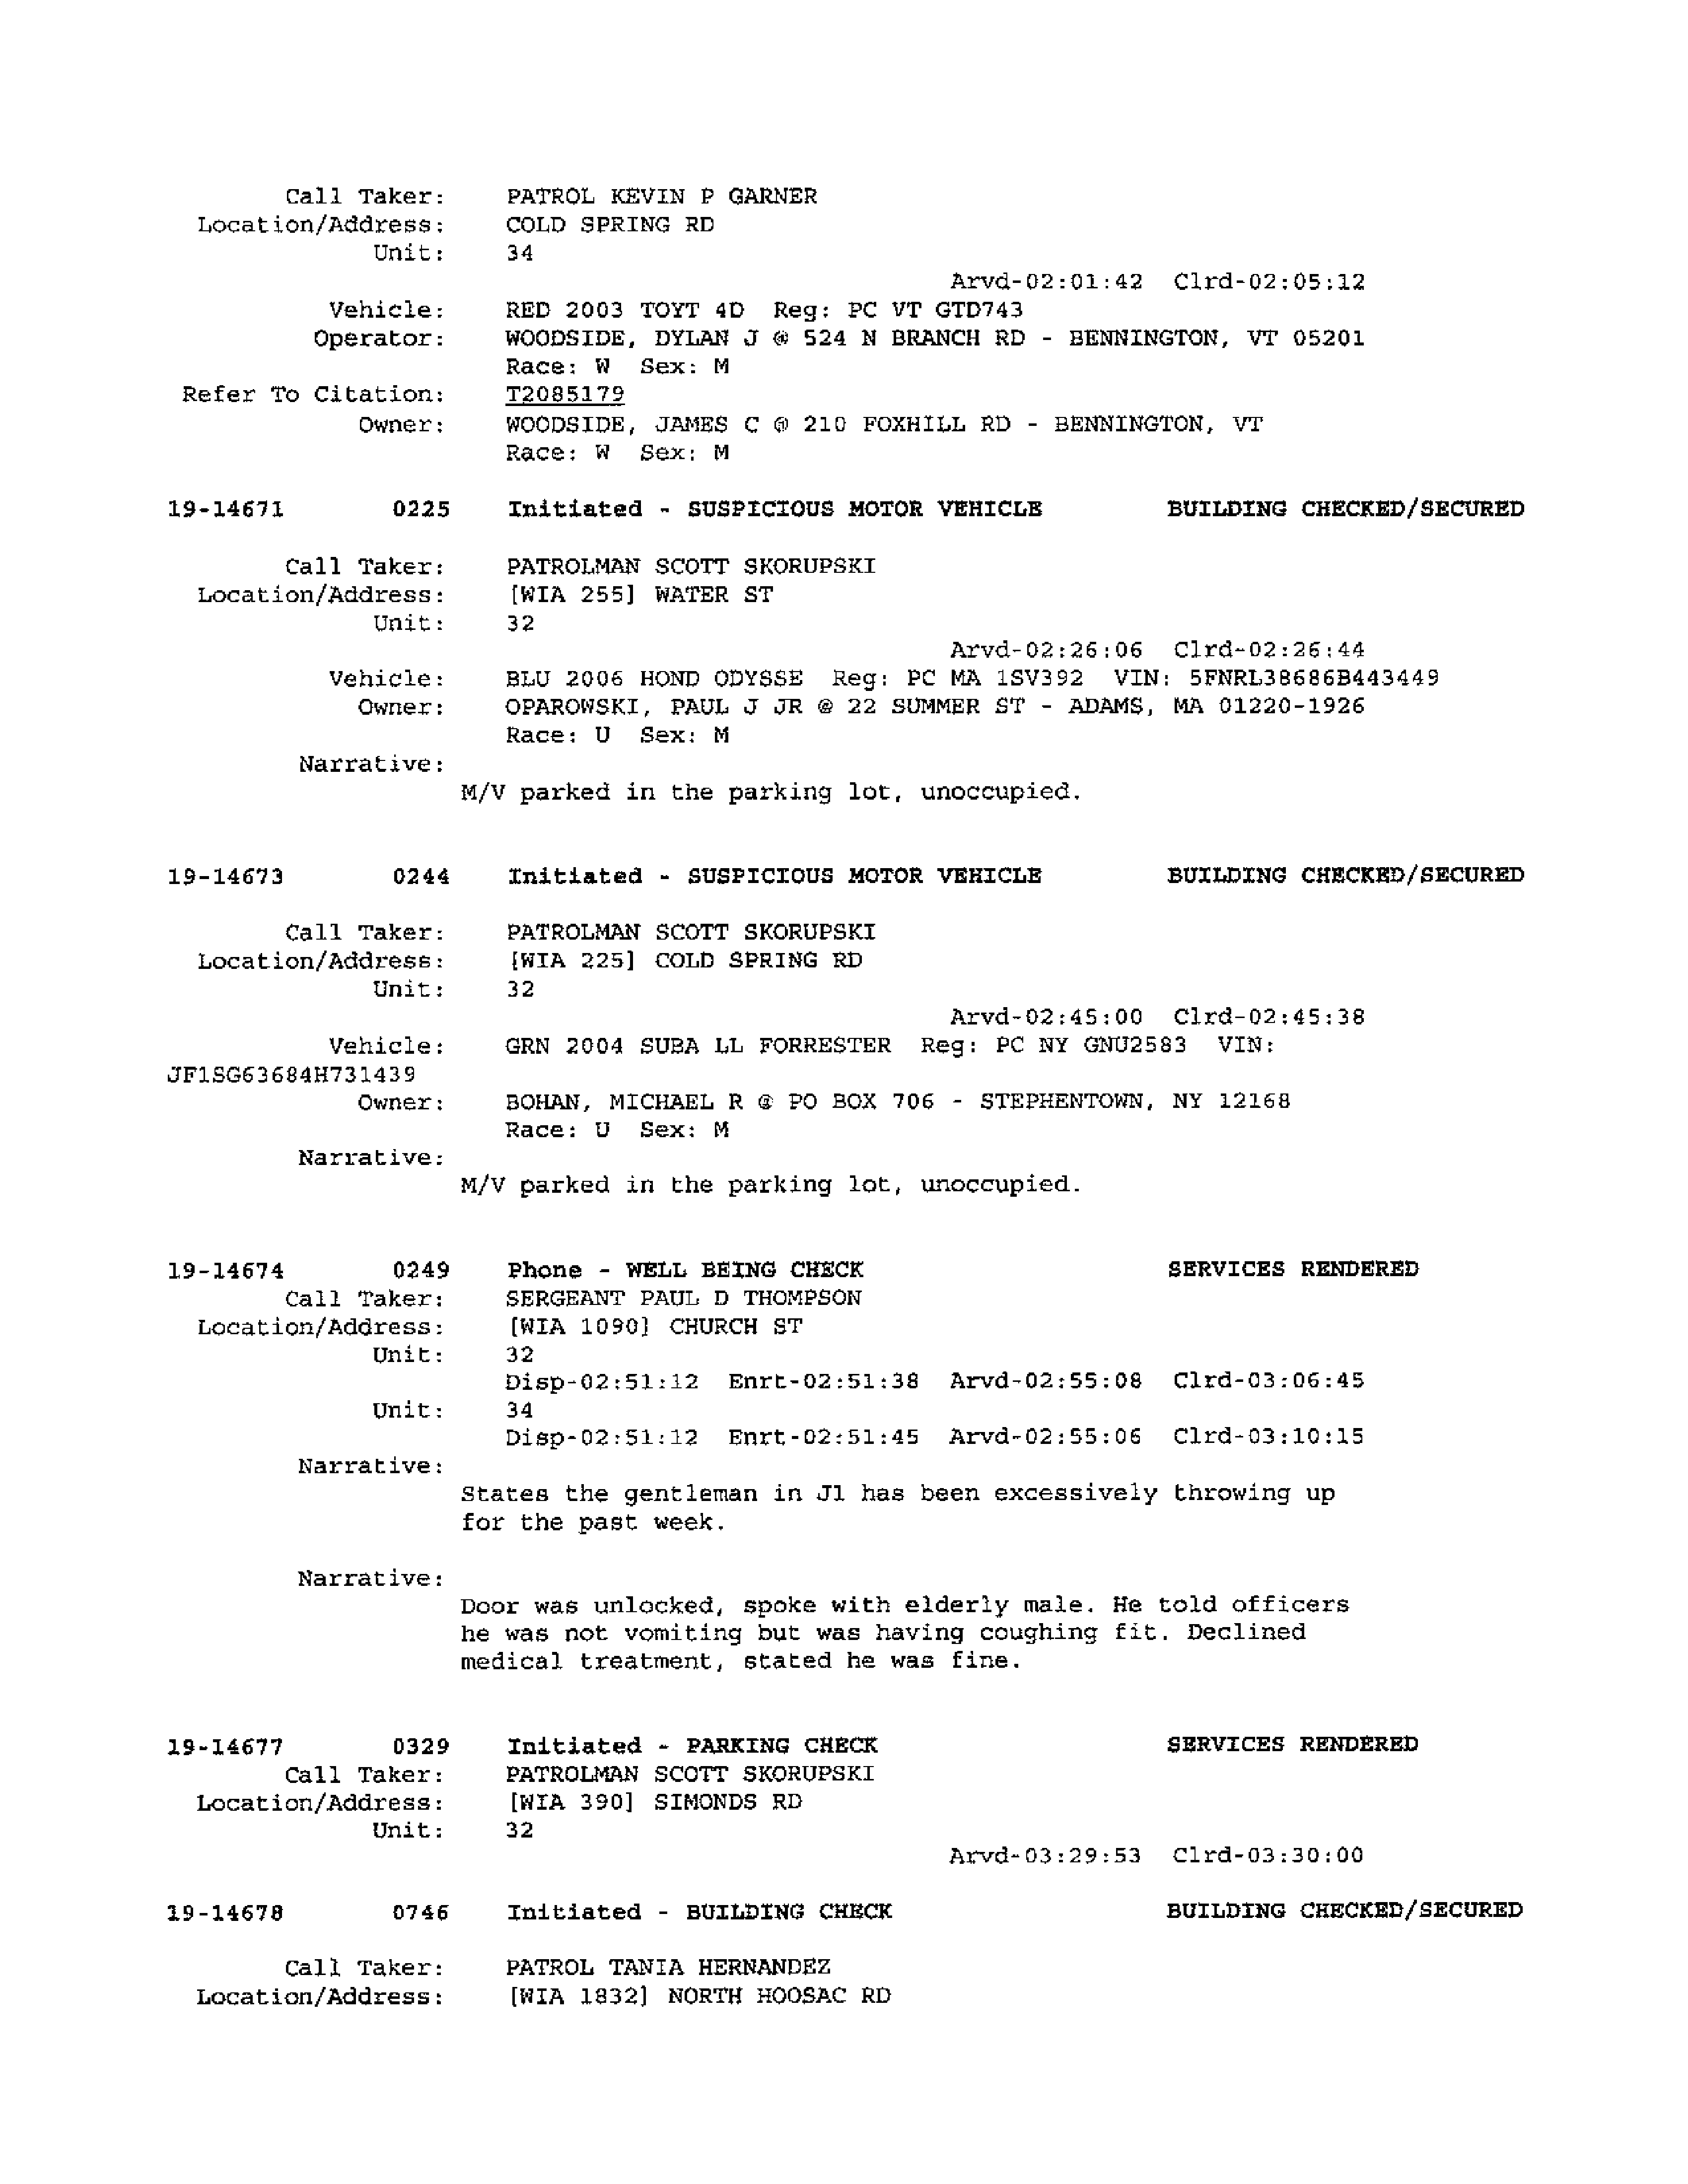 Call Taker: PATROL KEVIN P GARNER
Location/Address: COLD SPRING RD
Unit: 34
Arvd-02:01:42 Clrd-02:05:12
Vehicle: RED 2003 TOYT 4D Reg: PC VT GTD743
Operator: WOODSIDE, DYLAN J @ 524 N BRANCH RD - BENNINGTON, VT 05201
Race: W Sex: M
Refer To Citation: T2085179
Owner: WOODSIDE, JAMES C @ 210 FOXHILL RD - BENNINGTON, VT
Race: W Sex: M
19-14671 0225 Initiated - SUSPICIOUS MOTOR VEHICLE BUILDING CHECKED/SECURED
Call Taker: PATROLMAN SCOTT SKORUPSKI
Location/Address: [WIA 255] WATER ST
Unit: 32
Arvd-02:26:06 Clrd-02:26:44
Vehicle: BLU 2006 HOND ODYSSE Reg: PC MA 1SV392 VIN: 5FNRL38686B443449
Owner: OPAROWSKI, PAUL J JR @ 22 SUMMER ST - ADAMS, MA 01220-1926
Race: U Sex: M
Narrative:
M/V parked in the parking lot, unoccupied.
19-14673 0244 Initiated - SUSPICIOUS MOTOR VEHICLE BUILDING CHECKED/SECURED
Call Taker: PATROLMAN SCOTT SKORUPSKI
Location/Address: [WIA 225] COLD SPRING RD
Unit: 32
Arvd-02:45:00 Clrd-02:45:38
Vehicle: GRN 2004 SUBA LL FORRESTER Reg: PC NY GNU2583 VIN:
JF1SG63684H731439
Owner: BOHAN, MICHAEL R @ PO BOX 706 - STEPHENTOWN, NY 12168
Race: U Sex: M
Narrative:
M/V parked in the parking lot, unoccupied.
19-14674 0249 Phone - WELL BEING CHECK SERVICES RENDERED
Call Taker: SERGEANT PAUL D THOMPSON
Location/Address: [WIA 1090] CHURCH ST
Unit: 32
Disp-02:51:12 Enrt-02:51:38 Arvd-02:55:08 Clrd-03:06:45
Unit: 34
Disp-02:51:12 Enrt-02:51:45 Arvd-02:55:06 Clrd-03:10:15
Narrative:
States the gentleman in J1 has been excessively throwing up
for the past week.
Narrative:
Door was unlocked, spoke with elderly male. He told officers
he was not vomiting but was having coughing fit. Declined
medical treatment, stated he was fine.
19-14677 0329 Initiated - PARKING CHECK SERVICES RENDERED
Call Taker: PATROLMAN SCOTT SKORUPSKI
Location/Address: [WIA 390] SIMONDS RD
Unit: 32
Arvd-03:29:53 Clrd-03:30:00
19-14678 0746 Initiated - BUILDING CHECK BUILDING CHECKED/SECURED
Call Taker: PATROL TANIA HERNANDEZ
Location/Address: [WIA 1832] NORTH HOOSAC RD